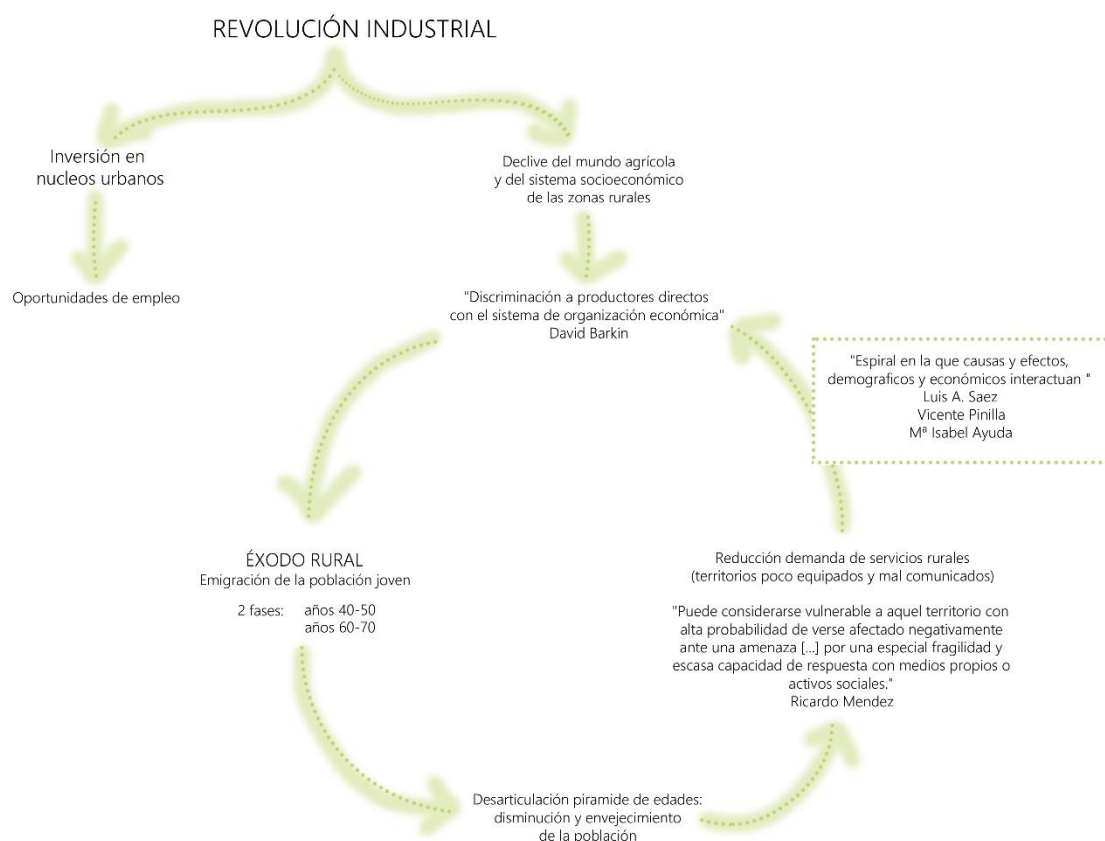 REVOLUCIÓN INDUSTRIAL
Inversión en
nucleos urbanos
Declive del mundo agrícola
y del sistema socioeconómico
de las zonas rurales
Oportunidades de empleo
"Discriminación a productores directos
con el sistema de organización económica"
David Barkin
"Espiral en la que causas y efectos,
demograficos y económicos interactuan "
Luis A. Saez
Vicente Pinilla
Mª Isabel Ayuda
ÉXODO RURAL
Emigración de la población joven
2 fases: años 40-50
años 60-70
Reducción demanda de servicios rurales
(territorios poco equipados y mal comunicados)
"Puede considerarse vulnerable a aquel territorio con
alta probabilidad de verse afectado negativamente
ante una amenaza [...] por una especial fragilidad y
escasa capacidad de respuesta con medios propios o
activos sociales."
Ricardo Mendez
Desarticulación piramide de edades:
disminución y envejecimiento
de la población